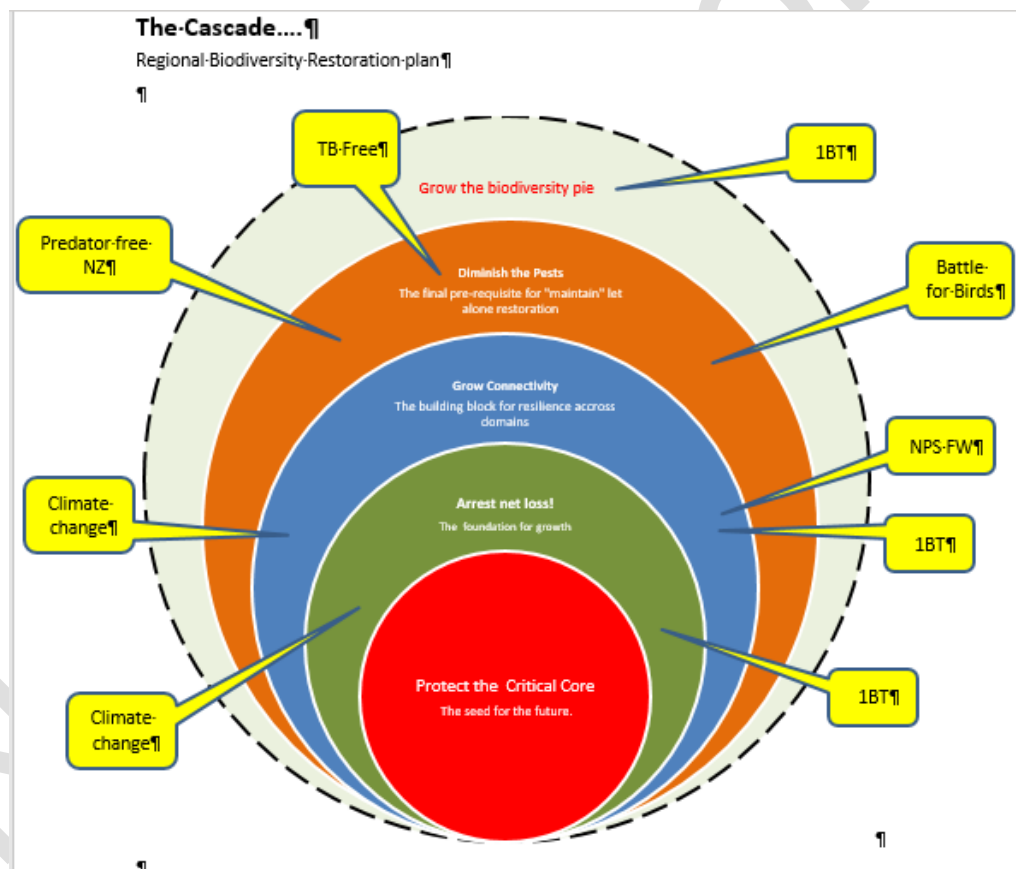 The·Cascade....¶
Regional·Biodiversity·Restoration·plan¶
¶
TB·Free¶
1BT¶
Grow the biodiversity pie
Predator·free·
NZ¶
Battle·
for·Birds¶
Diminish the Pests
The final pre-requisite for "maintain" let
alone restoration
Grow Connectivity
The building block for resilience accross
domains
NPS·FW¶
Climate·
change¶
Arrest net loss!
The foundation for growth
1BT¶
Protect the Critical Core
The seed for the future.
1BT¶
Climate·
change¶
¶
¶